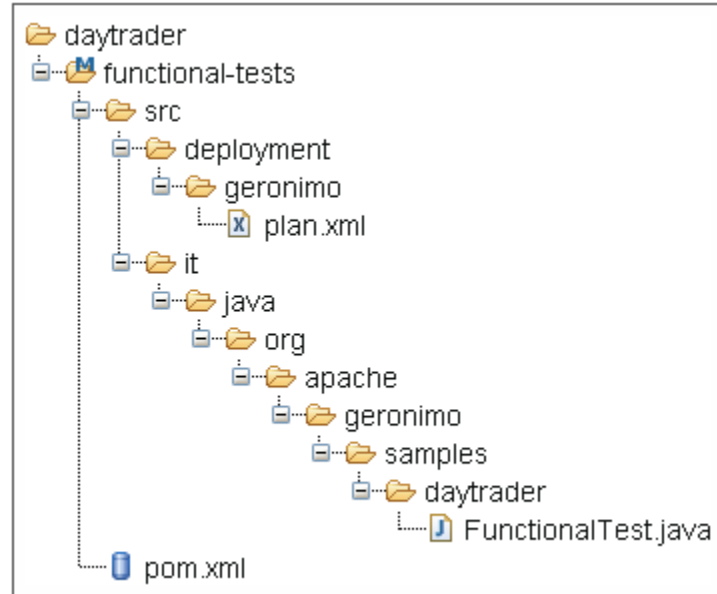 daytrader
M functional-tests
src
deployment
geronimo
X plan.xml
it
java
org
apache
geronimo
samples
daytrader
J FunctionalTest.java
pom.xml